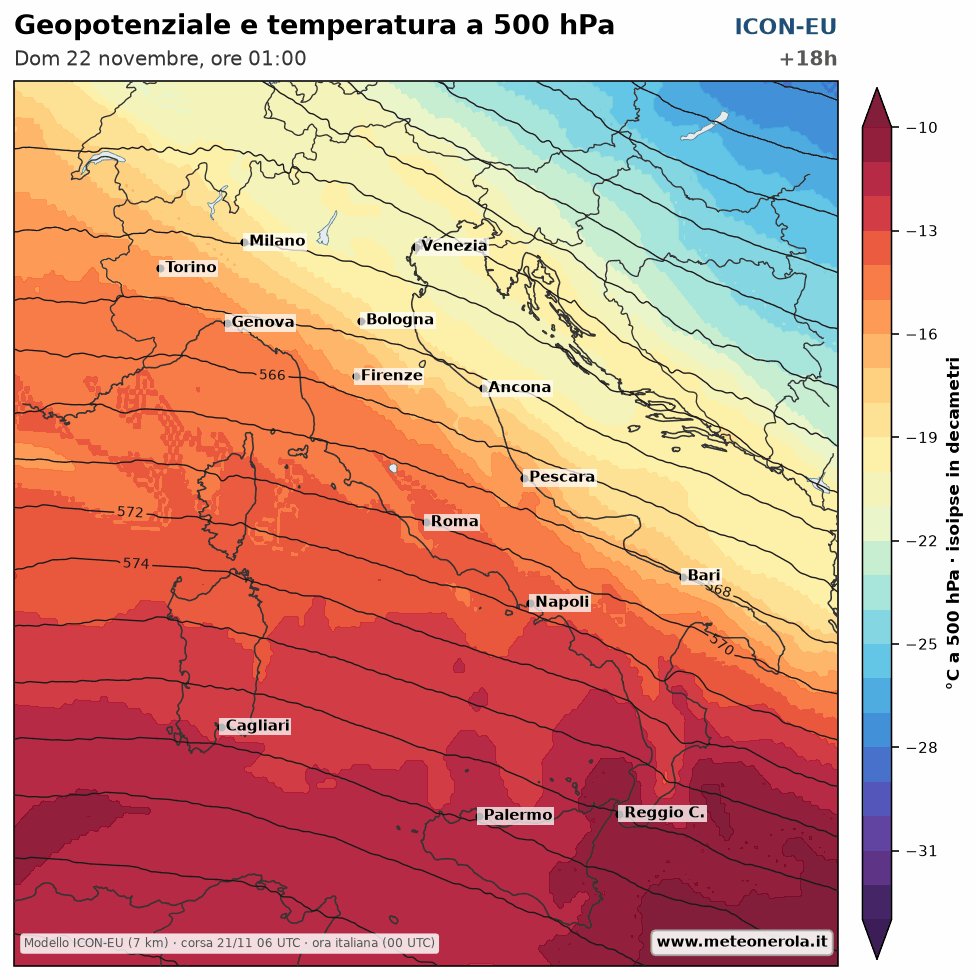 Geopotenziale e temperatura a 500 hPa
ICON-EU
Dom 22 novembre, ore 01:00
+18h
Milano
Venezia
Torino
Genova
Bologna
566
Firenze
Ancona
Pescara
572
Roma
574
Bari
568
Napoli
570
Cagliari
Palermo
Reggio C.
Modello ICON-EU (7 km) · corsa 21/11 06 UTC · ora italiana (00 UTC)
www.meteonerola.it
−10
−13
−16
−19
−22
−25
−28
−31
°C a 500 hPa · isoipse in decametri